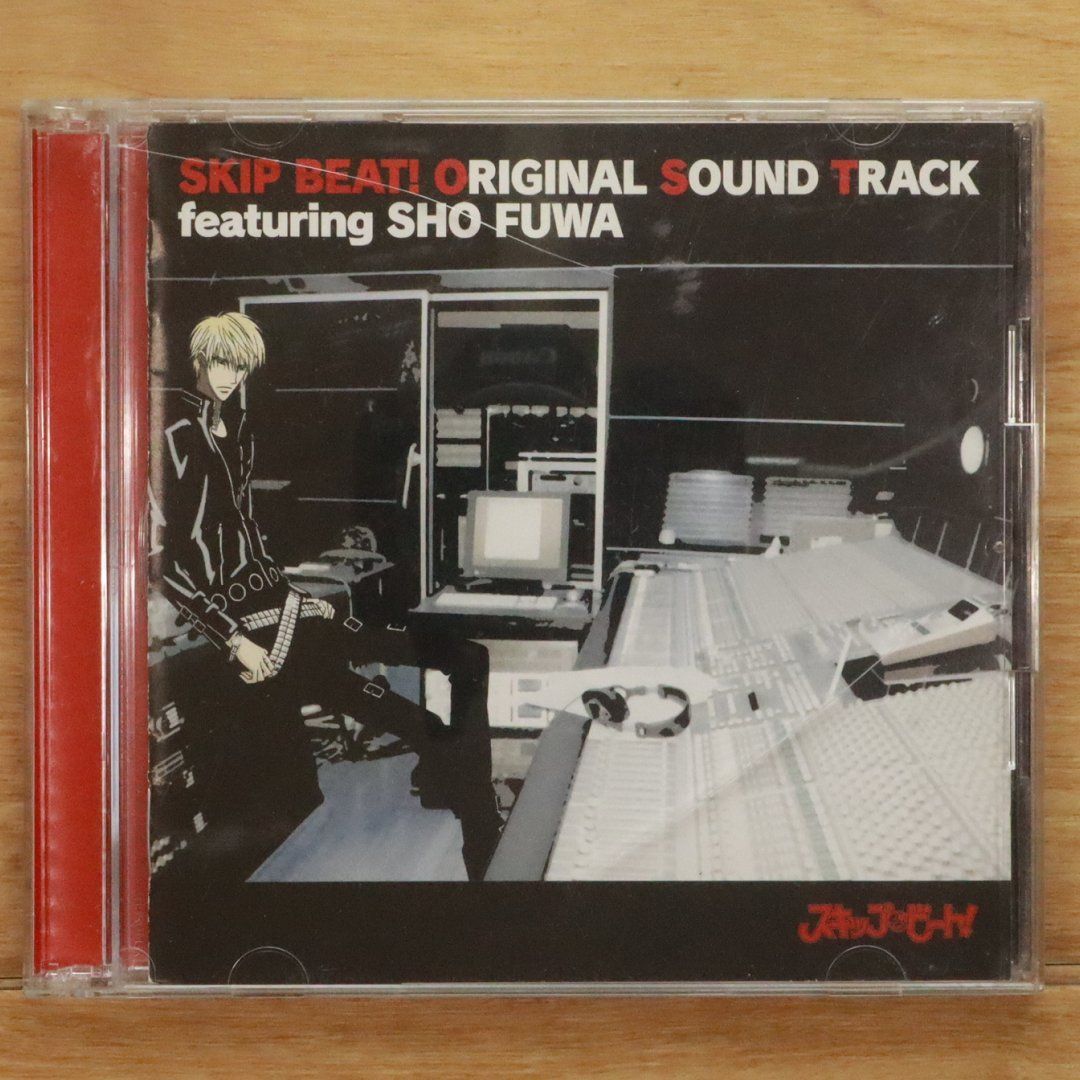 SKIP BEAT! ORIGINAL SOUND TRACK
featuring SHO FUWA
スキップ・ビート!